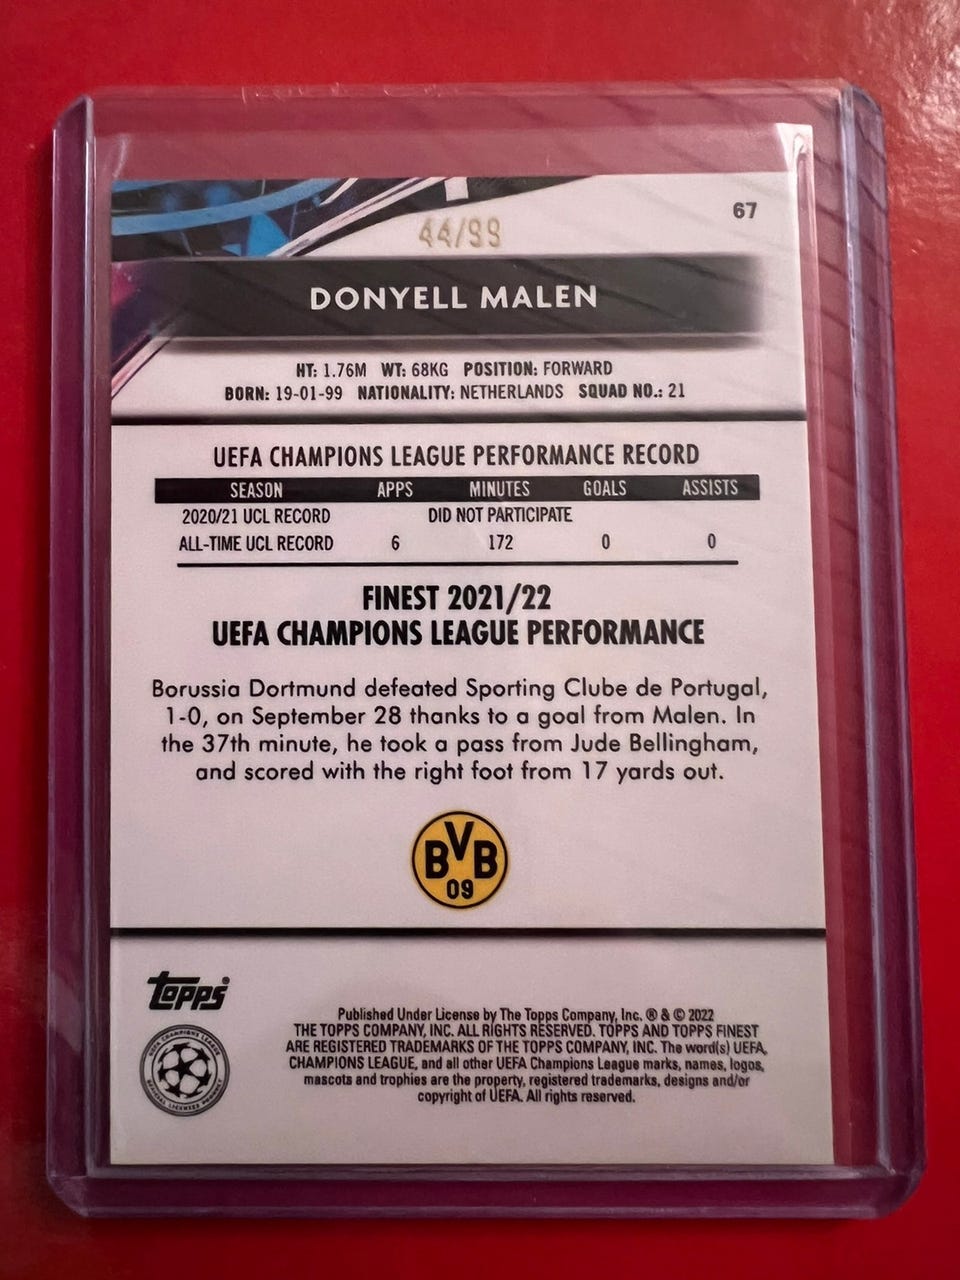 67
44/99
DONYELL MALEN
HT: 1.76M WT: 68KG POSITION: FORWARD
BORN: 19-01-99 NATIONALITY: NETHERLANDS SQUAD NO.: 21
UEFA CHAMPIONS LEAGUE PERFORMANCE RECORD
SEASON APPS MINUTES GOALS ASSISTS
2020/21 UCL RECORD DID NOT PARTICIPATE
ALL-TIME UCL RECORD 6 172 0 0
FINEST 2021/22
UEFA CHAMPIONS LEAGUE PERFORMANCE
Borussia Dortmund defeated Sporting Clube de Portugal,
1-0, on September 28 thanks to a goal from Malen. In
the 37th minute, he took a pass from Jude Bellingham,
and scored with the right foot from 17 yards out.
BVB
09
Topps®
UEFA CHAMPIONS LEAGUE
OFFICIAL LICENSED PRODUCT
Published Under License by The Topps Company, Inc. ® & © 2022
THE TOPPS COMPANY, INC. ALL RIGHTS RESERVED. TOPPS AND TOPPS FINEST
ARE REGISTERED TRADEMARKS OF THE TOPPS COMPANY, INC. The word(s) UEFA,
CHAMPIONS LEAGUE, and all other UEFA Champions League marks, names, logos,
mascots and trophies are the property, registered trademarks, designs and/or
copyright of UEFA. All rights reserved.